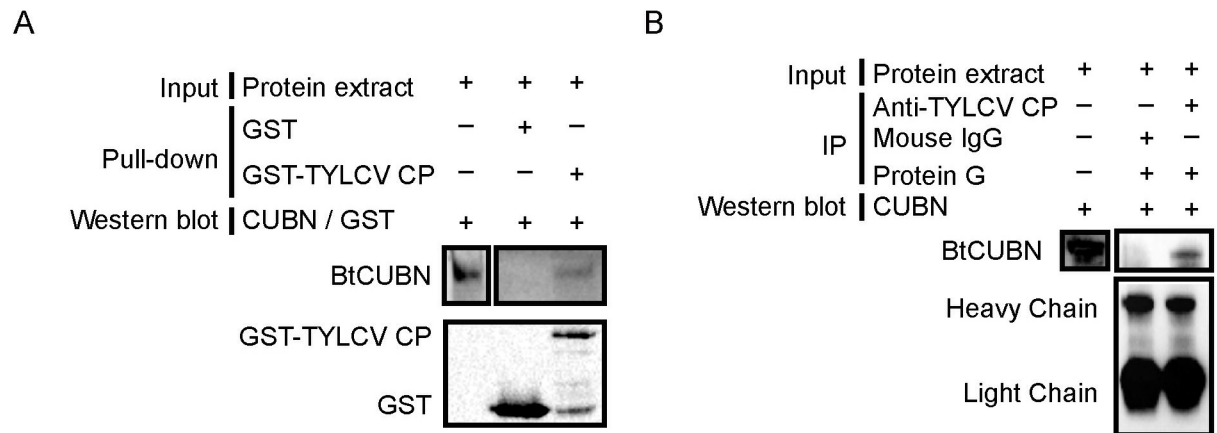 A
Input Protein extract + + +
Pull-down
GST – + –
GST-TYLCV CP – – +
Western blot CUBN / GST + + +
BtCUBN
GST-TYLCV CP
GST
B
Input Protein extract + + +
IP
Anti-TYLCV CP – – +
Mouse IgG – + –
Protein G – + +
Western blot CUBN + + +
BtCUBN
Heavy Chain
Light Chain